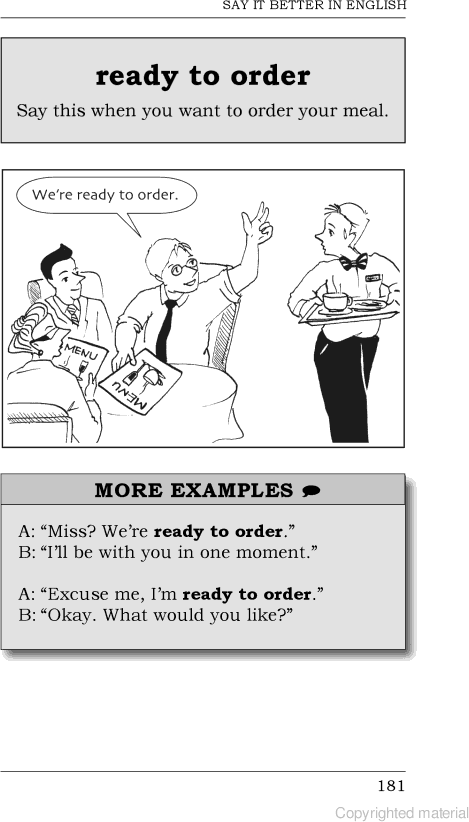 SAY IT BETTER IN ENGLISH
ready to order
Say this when you want to order your meal.
We're ready to order.
MENU
MENU
MORE EXAMPLES
A: “Miss? We’re ready to order.”
B: “I’ll be with you in one moment.”
A: “Excuse me, I’m ready to order.”
B: “Okay. What would you like?”
181
Copyrighted material